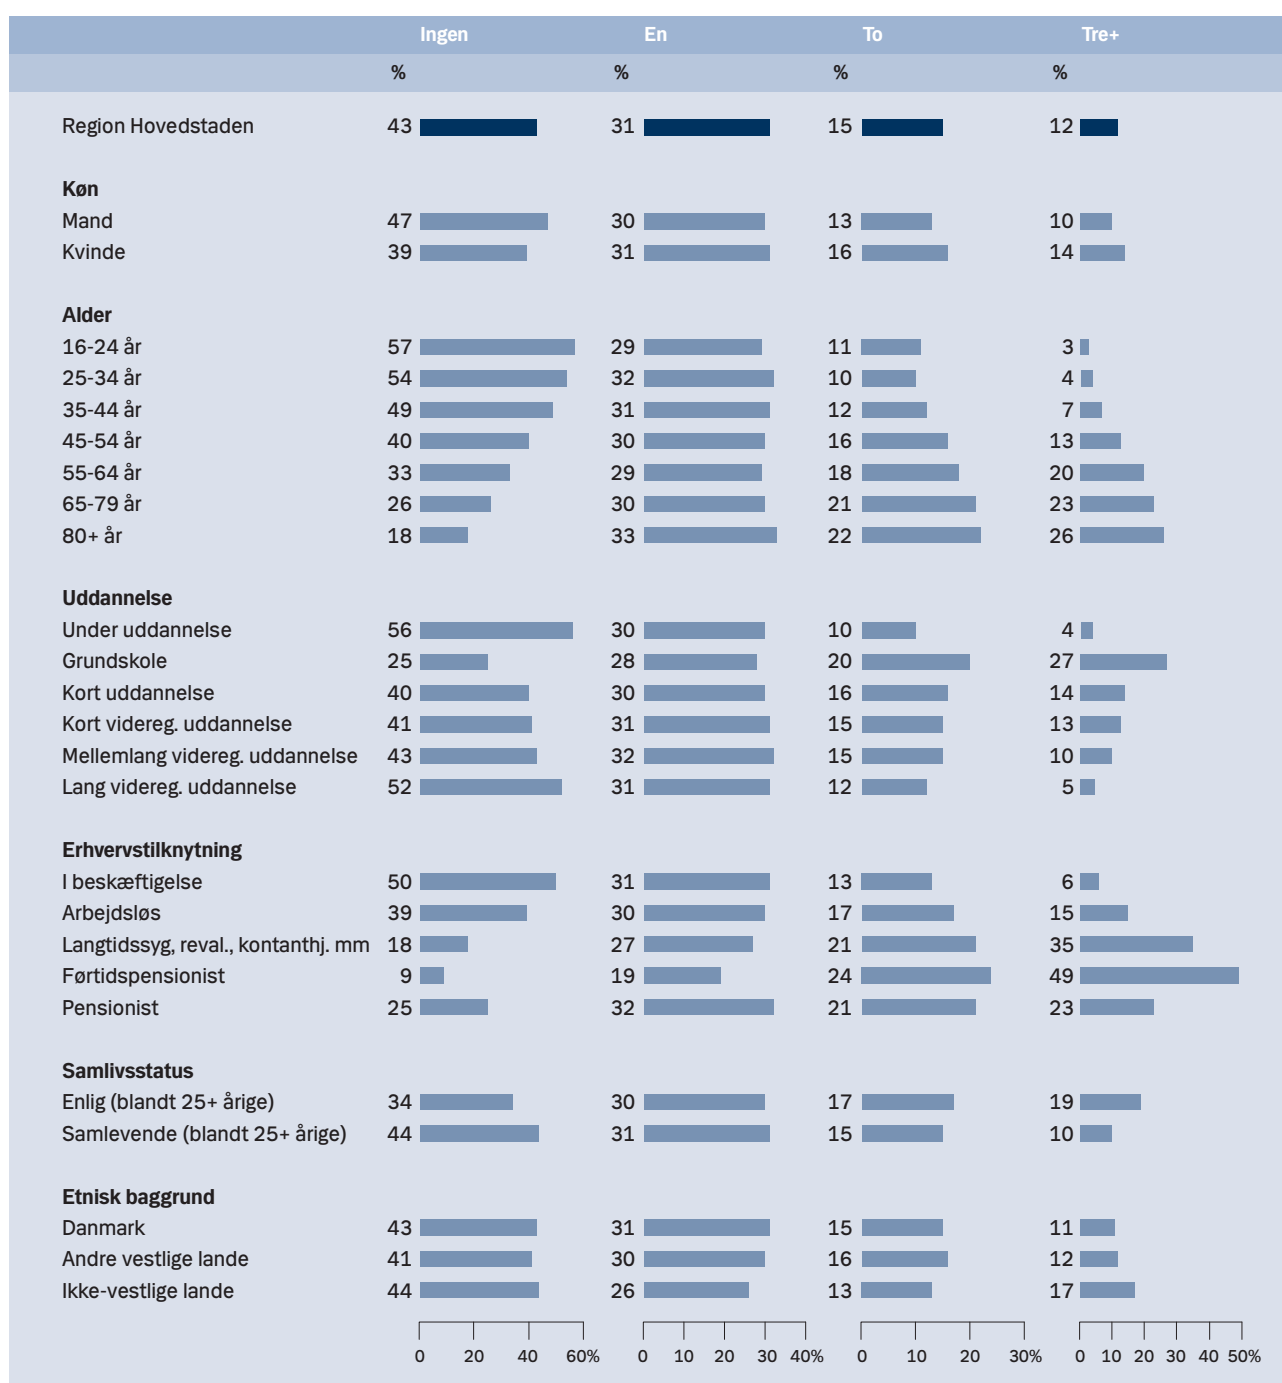 Ingen En To Tre+
% % % %
Region Hovedstaden 43 31 15 12
Køn
Mand 47 30 13 10
Kvinde 39 31 16 14
Alder
16-24 år 57 29 11 3
25-34 år 54 32 10 4
35-44 år 49 31 12 7
45-54 år 40 30 16 13
55-64 år 33 29 18 20
65-79 år 26 30 21 23
80+ år 18 33 22 26
Uddannelse
Under uddannelse 56 30 10 4
Grundskole 25 28 20 27
Kort uddannelse 40 30 16 14
Kort videreg. uddannelse 41 31 15 13
Mellemlang videreg. uddannelse 43 32 15 10
Lang videreg. uddannelse 52 31 12 5
Erhvervstilknytning
I beskæftigelse 50 31 13 6
Arbejdsløs 39 30 17 15
Langtidssyg, reval., kontanthj. mm 18 27 21 35
Førtidspensionist 9 19 24 49
Pensionist 25 32 21 23
Samlivsstatus
Enlig (blandt 25+ årige) 34 30 17 19
Samlevende (blandt 25+ årige) 44 31 15 10
Etnisk baggrund
Danmark 43 31 15 11
Andre vestlige lande 41 30 16 12
Ikke-vestlige lande 44 26 13 17
0 20 40 60% 0 10 20 30 40% 0 10 20 30% 0 10 20 30 40 50%